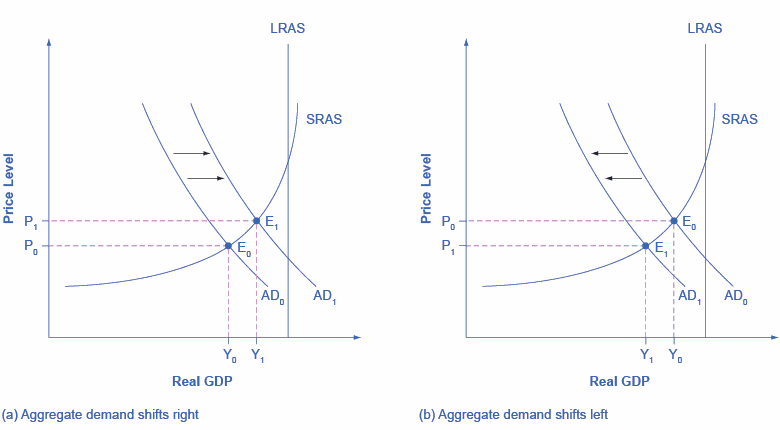 LRAS
SRAS
Price Level
P₁
P₀
E₁
E₀
AD₀
AD₁
Y₀
Y₁
Real GDP
(a) Aggregate demand shifts right
LRAS
SRAS
Price Level
P₀
P₁
E₀
E₁
AD₁
AD₀
Y₁
Y₀
Real GDP
(b) Aggregate demand shifts left